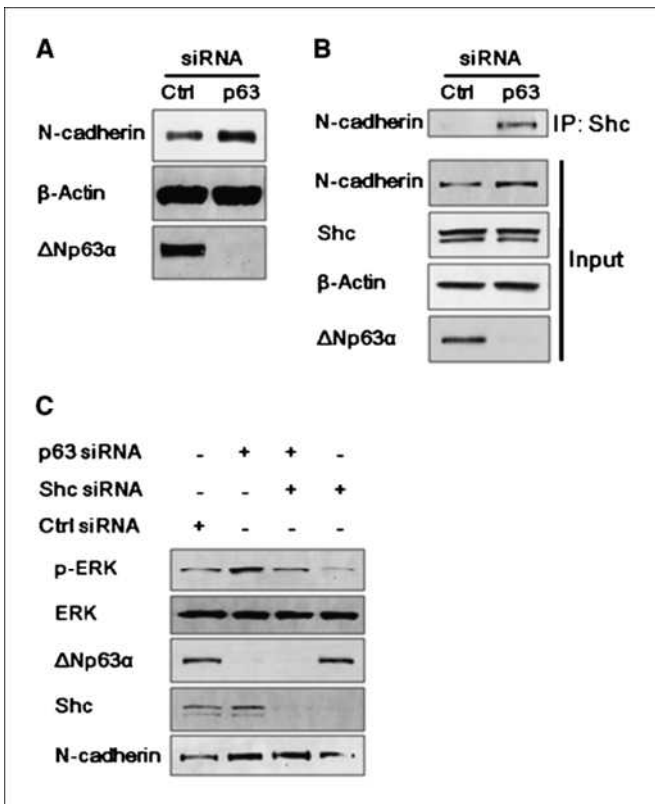 A
siRNA
Ctrl p63
N-cadherin
β-Actin
ΔNp63α
B
siRNA
Ctrl p63
N-cadherin IP: Shc
N-cadherin
Shc
β-Actin
ΔNp63α
Input
C
p63 siRNA - + + -
Shc siRNA - - + +
Ctrl siRNA + - - -
p-ERK
ERK
ΔNp63α
Shc
N-cadherin